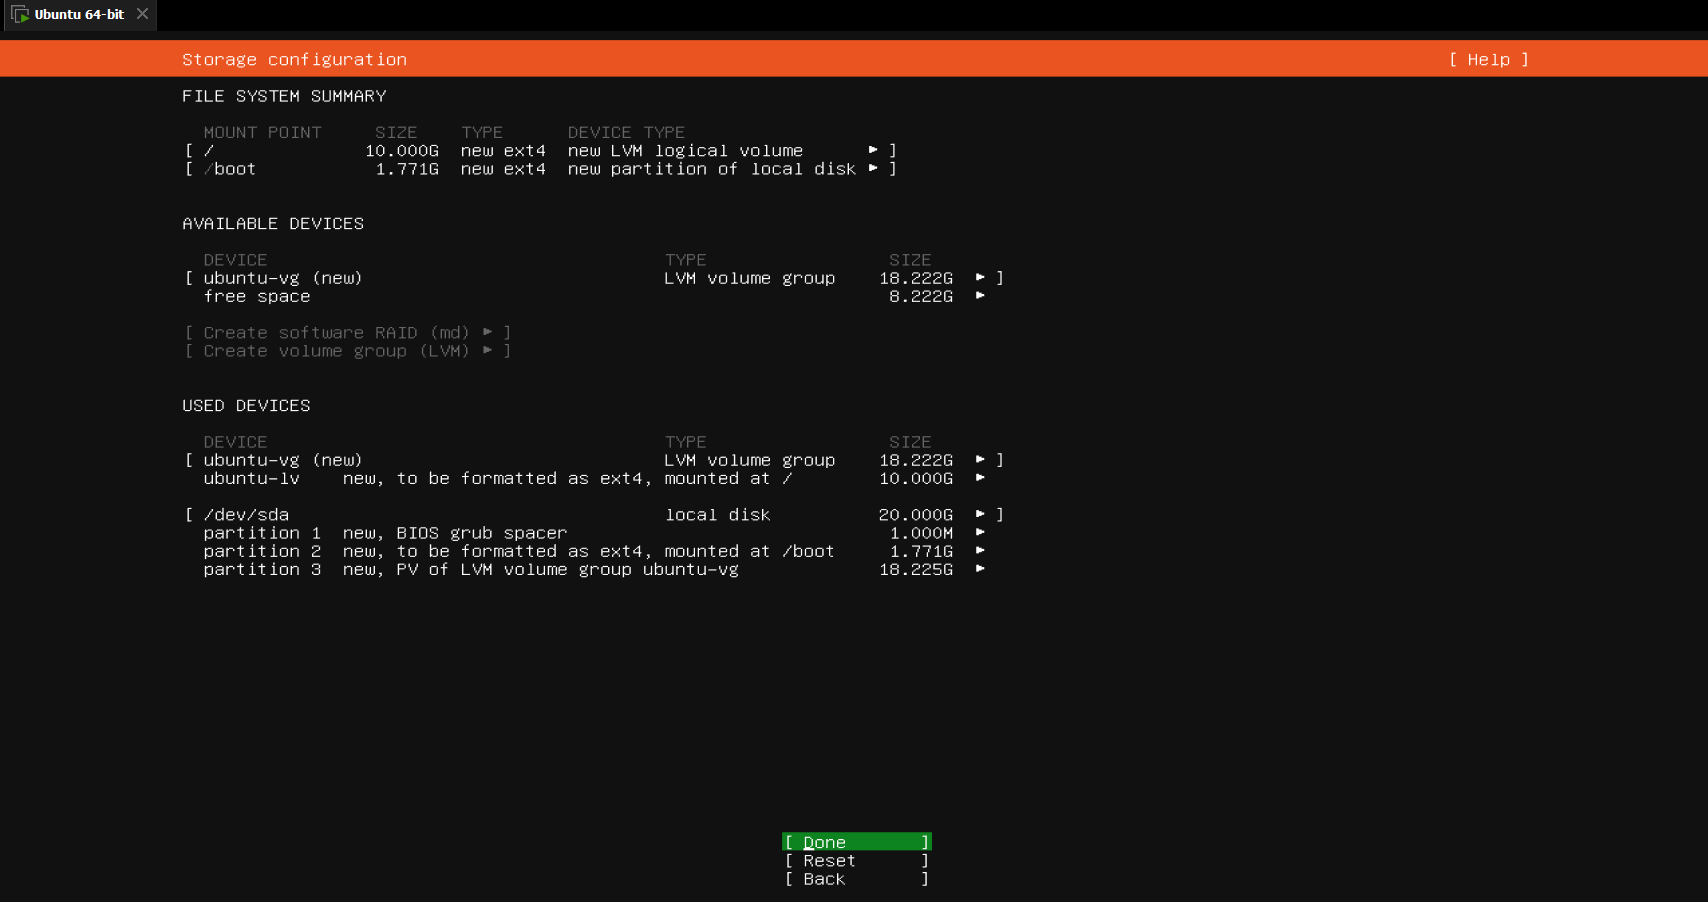 Ubuntu 64-bit
Storage configuration [ Help ]
FILE SYSTEM SUMMARY
MOUNT POINT SIZE TYPE DEVICE TYPE
[ / 10.000G new ext4 new LVM logical volume ▸ ]
[ /boot 1.771G new ext4 new partition of local disk ▸ ]
AVAILABLE DEVICES
DEVICE TYPE SIZE
[ ubuntu-vg (new) LVM volume group 18.222G ▸ ]
free space 8.222G ▸
[ Create software RAID (md) ▸ ]
[ Create volume group (LVM) ▸ ]
USED DEVICES
DEVICE TYPE SIZE
[ ubuntu-vg (new) LVM volume group 18.222G ▸ ]
ubuntu-lv new, to be formatted as ext4, mounted at / 10.000G ▸
[ /dev/sda local disk 20.000G ▸ ]
partition 1 new, BIOS grub spacer 1.000M ▸
partition 2 new, to be formatted as ext4, mounted at /boot 1.771G ▸
partition 3 new, PV of LVM volume group ubuntu-vg 18.225G ▸
[ Done ]
[ Reset ]
[ Back ]